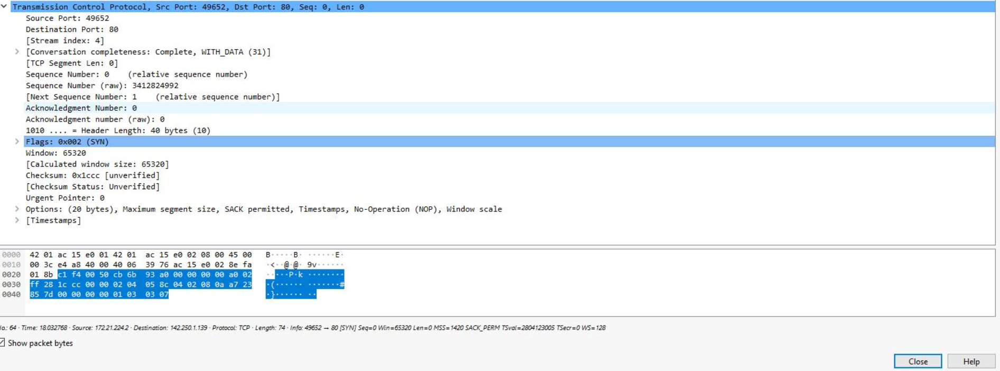 Transmission Control Protocol, Src Port: 49652, Dst Port: 80, Seq: 0, Len: 0
Source Port: 49652
Destination Port: 80
[Stream index: 4]
[Conversation completeness: Complete, WITH_DATA (31)]
[TCP Segment Len: 0]
Sequence Number: 0    (relative sequence number)
Sequence Number (raw): 3412824992
[Next Sequence Number: 1    (relative sequence number)]
Acknowledgment Number: 0
Acknowledgment number (raw): 0
1010 .... = Header Length: 40 bytes (10)
Flags: 0x002 (SYN)
Window: 65320
[Calculated window size: 65320]
Checksum: 0x1ccc [unverified]
[Checksum Status: Unverified]
Urgent Pointer: 0
Options: (20 bytes), Maximum segment size, SACK permitted, Timestamps, No-Operation (NOP), Window scale
[Timestamps]
0000  42 01 ac 15 e0 01 42 01  ac 15 e0 02 08 00 45 00  B·····B· ······E·
0010  00 3c e4 a8 40 00 40 06  39 76 ac 15 e0 02 8e fa  ·<··@·@· 9v······
0020  01 8b c1 f4 00 50 cb 6b  93 a0 00 00 00 00 a0 02  ·····P·k ········
0030  ff 28 1c cc 00 00 02 04  05 8c 04 02 08 0a a7 23  ·(······ ·······#
0040  85 7d 00 00 00 00 01 03  03 07  ·}······ ··
No.: 64 · Time: 18.032768 · Source: 172.21.224.2 · Destination: 142.250.1.139 · Protocol: TCP · Length: 74 · Info: 49652 → 80 [SYN] Seq=0 Win=65320 Len=0 MSS=1420 SACK_PERM TSval=2804123005 TSecr=0 WS=128
Show packet bytes
Close
Help